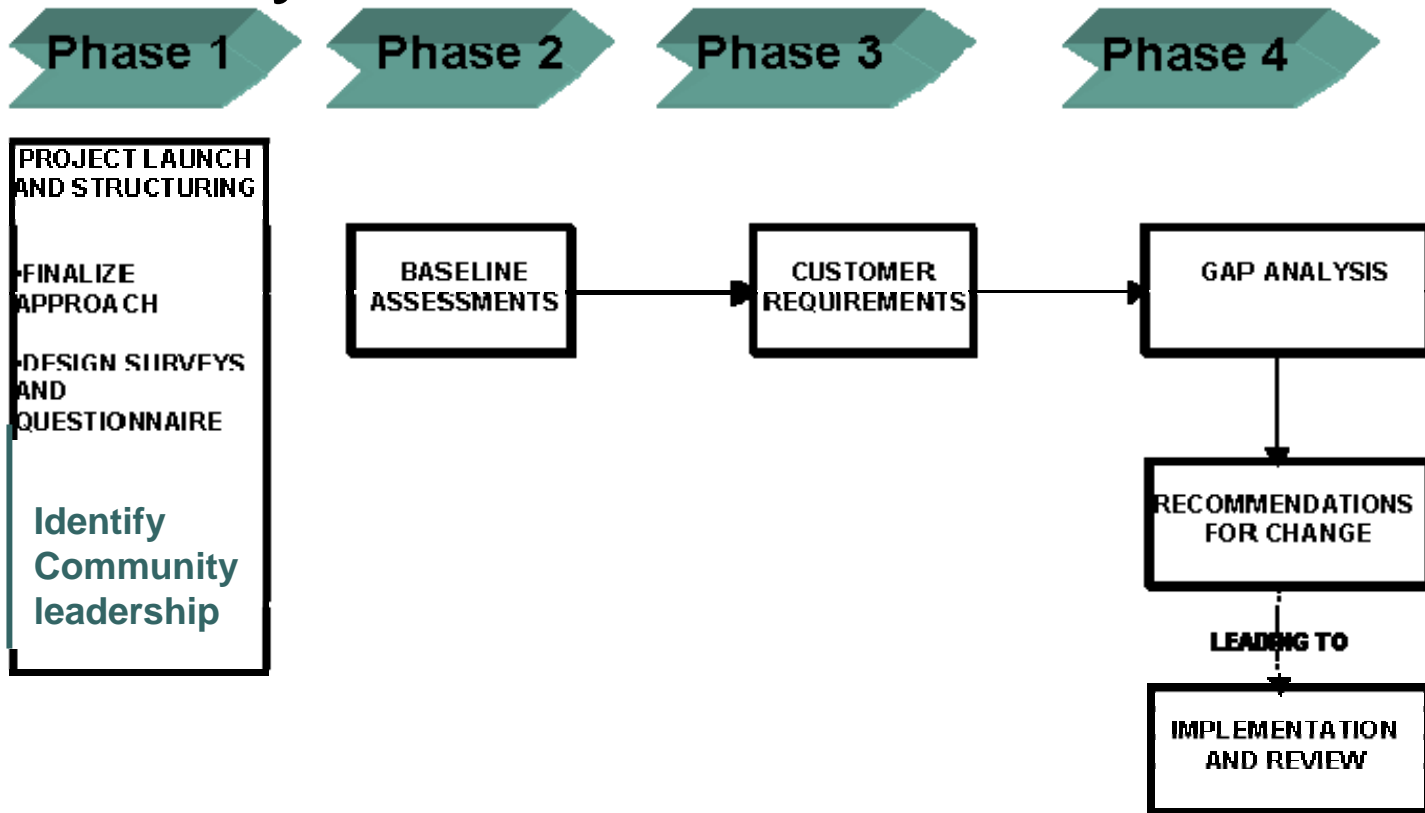 Phase 1
Phase 2
Phase 3
Phase 4
PROJECT LAUNCH
AND STRUCTURING
•FINALIZE
APPROACH
•DESIGN SURVEYS
AND
QUESTIONNAIRE
Identify
Community
leadership
BASELINE
ASSESSMENTS
CUSTOMER
REQUIREMENTS
GAP ANALYSIS
RECOMMENDATIONS
FOR CHANGE
LEADING TO
IMPLEMENTATION
AND REVIEW